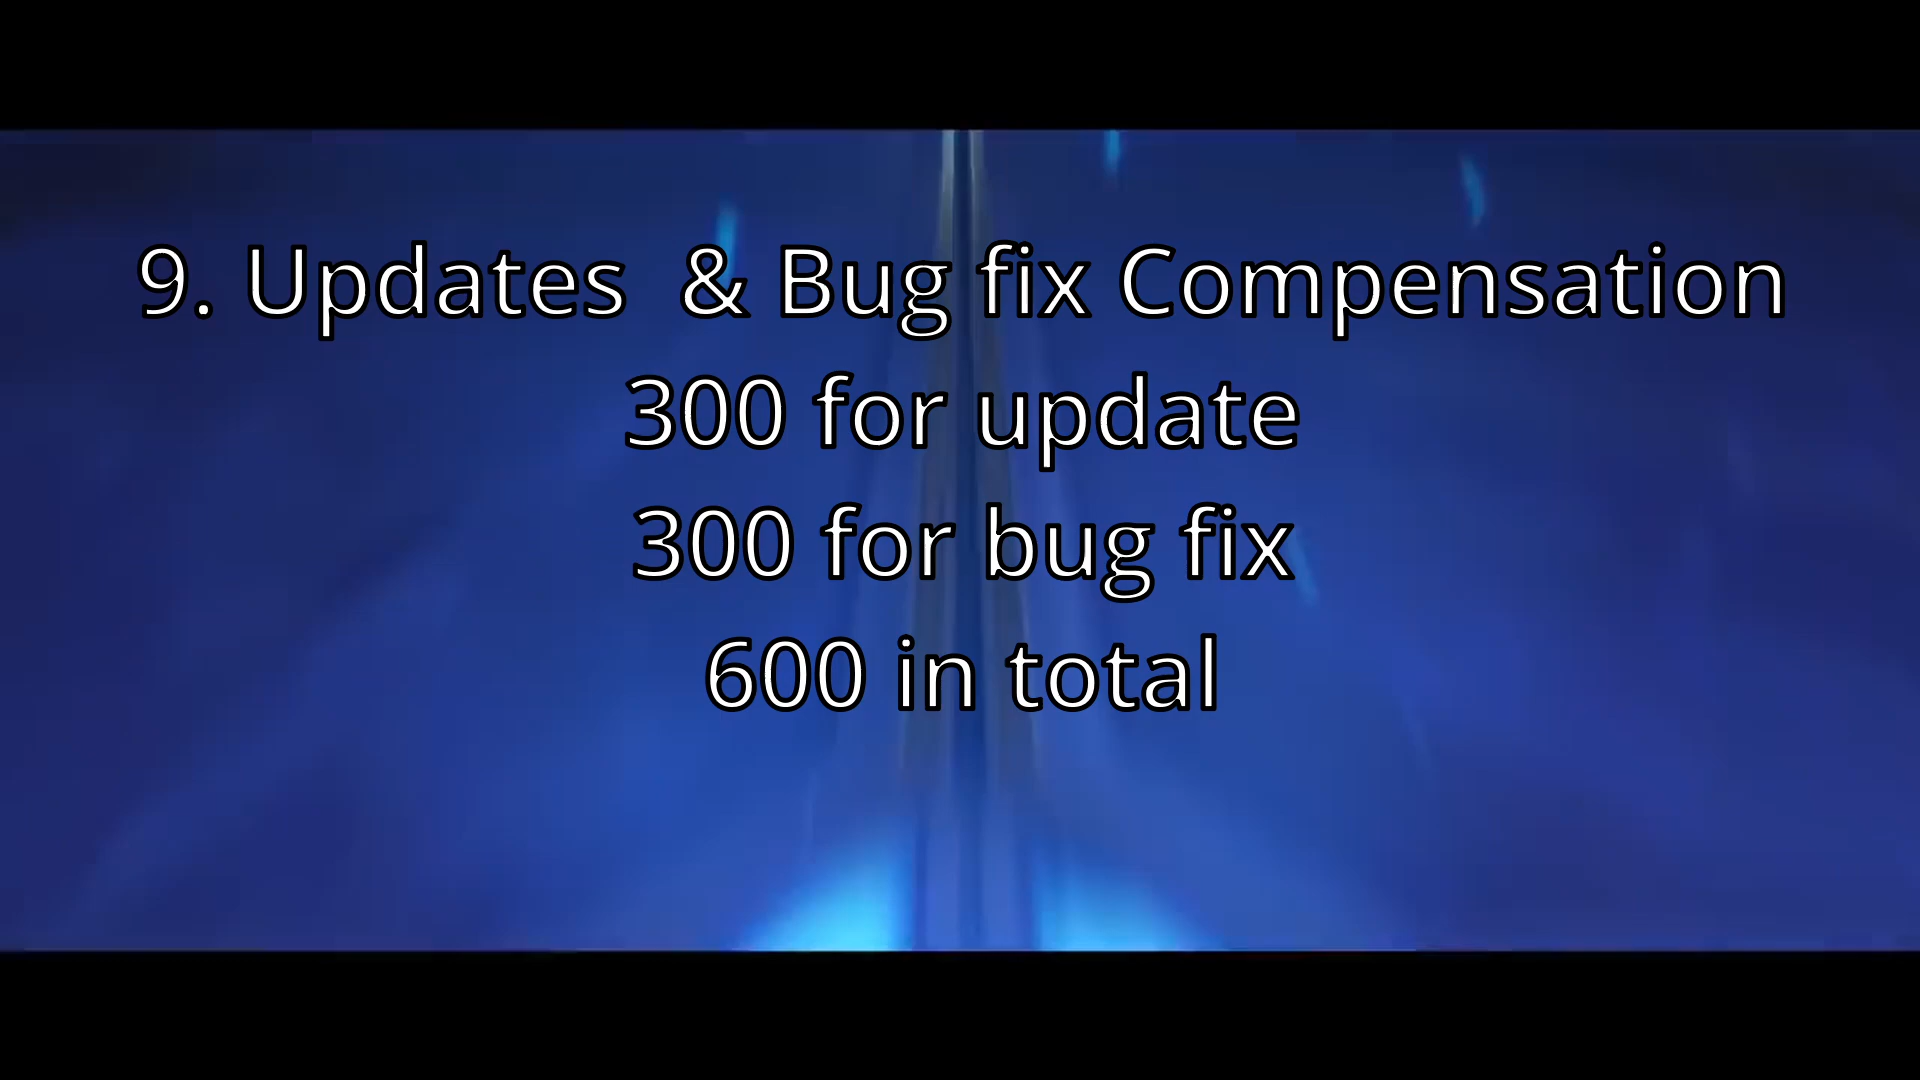 9. Updates  & Bug fix Compensation
300 for update
300 for bug fix
600 in total